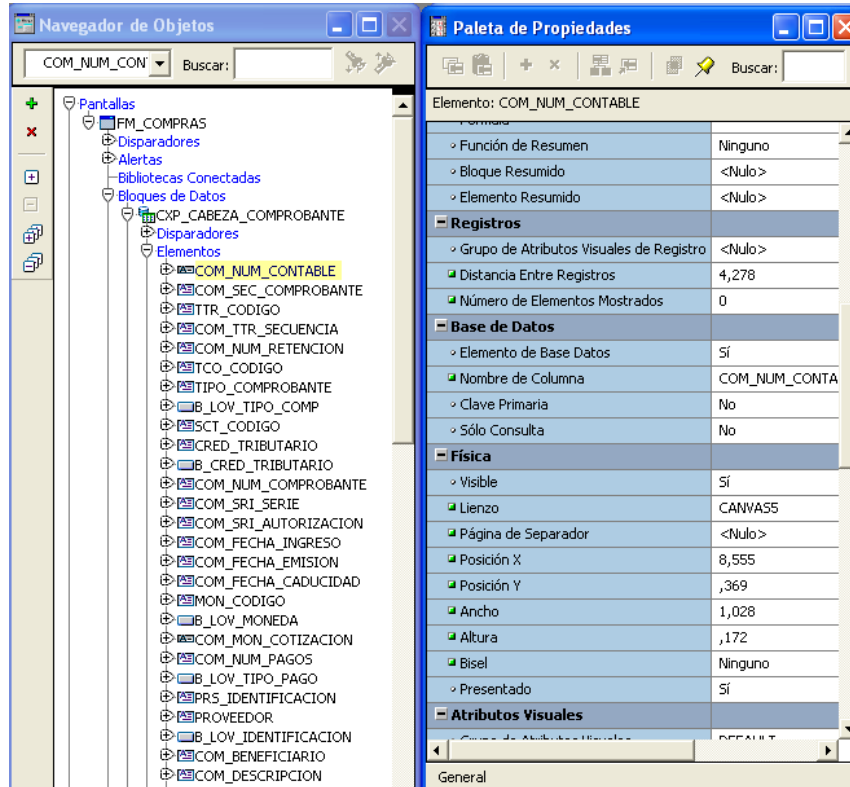 Navegador de Objetos
COM_NUM_CON
Buscar:
Pantallas
FM_COMPRAS
Disparadores
Alertas
Bibliotecas Conectadas
Bloques de Datos
CXP_CABEZA_COMPROBANTE
Disparadores
Elementos
COM_NUM_CONTABLE
COM_SEC_COMPROBANTE
TTR_CODIGO
COM_TTR_SECUENCIA
COM_NUM_RETENCION
TCO_CODIGO
TIPO_COMPROBANTE
B_LOV_TIPO_COMP
SCT_CODIGO
CRED_TRIBUTARIO
B_CRED_TRIBUTARIO
COM_NUM_COMPROBANTE
COM_SRI_SERIE
COM_SRI_AUTORIZACION
COM_FECHA_INGRESO
COM_FECHA_EMISION
COM_FECHA_CADUCIDAD
MON_CODIGO
B_LOV_MONEDA
COM_MON_COTIZACION
COM_NUM_PAGOS
B_LOV_TIPO_PAGO
PRS_IDENTIFICACION
PROVEEDOR
B_LOV_IDENTIFICACION
COM_BENEFICIARIO
COM_DESCRIPCION
Paleta de Propiedades
Buscar:
Elemento: COM_NUM_CONTABLE
Función de Resumen Ninguno
Bloque Resumido <Nulo>
Elemento Resumido <Nulo>
Registros
Grupo de Atributos Visuales de Registro <Nulo>
Distancia Entre Registros 4,278
Número de Elementos Mostrados 0
Base de Datos
Elemento de Base Datos Sí
Nombre de Columna COM_NUM_CONTA
Clave Primaria No
Sólo Consulta No
Física
Visible Sí
Lienzo CANVAS5
Página de Separador <Nulo>
Posición X 8,555
Posición Y ,369
Ancho 1,028
Altura ,172
Bisel Ninguno
Presentado Sí
Atributos Visuales
General